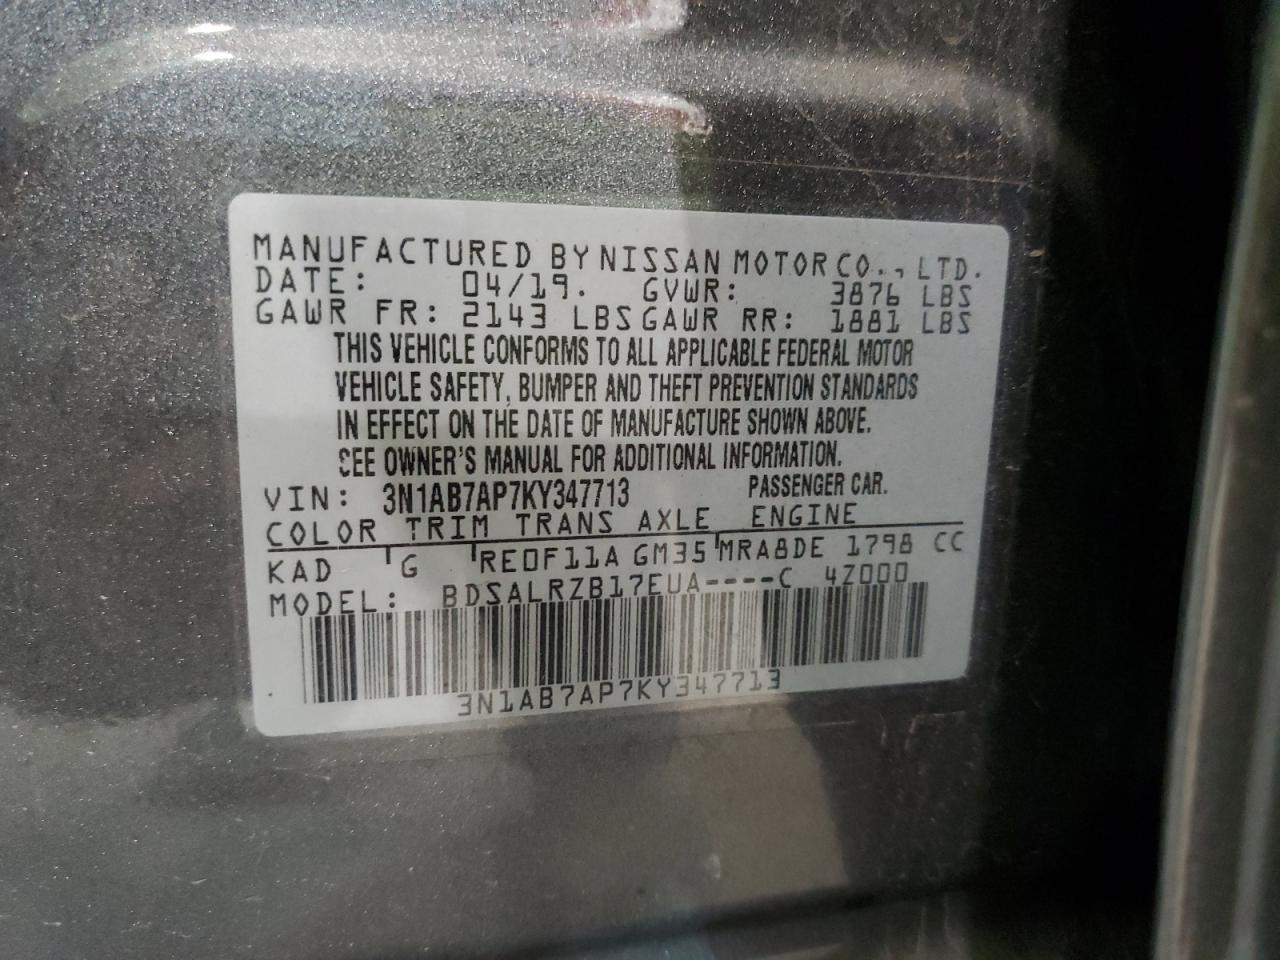 MANUFACTURED BY NISSAN MOTOR CO., LTD.
DATE: 04/19. GVWR: 3876 LBS
GAWR FR: 2143 LBS GAWR RR: 1881 LBS
THIS VEHICLE CONFORMS TO ALL APPLICABLE FEDERAL MOTOR
VEHICLE SAFETY, BUMPER AND THEFT PREVENTION STANDARDS
IN EFFECT ON THE DATE OF MANUFACTURE SHOWN ABOVE.
SEE OWNER'S MANUAL FOR ADDITIONAL INFORMATION.
VIN: 3N1AB7AP7KY347713 PASSENGER CAR.
COLOR TRIM TRANS AXLE ENGINE
KAD G RE0F11A GM35 MRA8DE 1798 CC
MODEL: BDSALRZB17EUA----C 4Z000
3N1AB7AP7KY347713